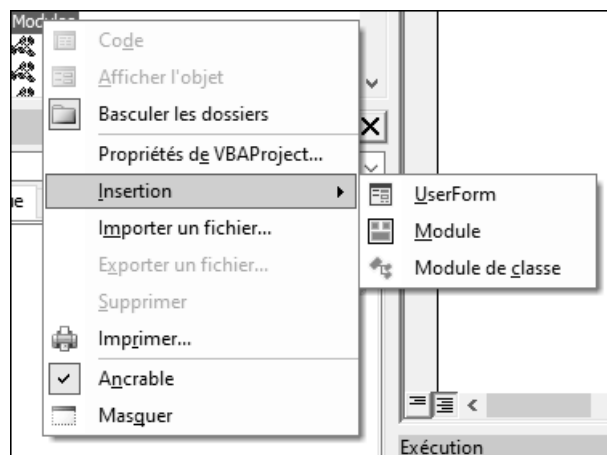 Modules
Code
Afficher l'objet
Basculer les dossiers
Propriétés de VBAProject...
Insertion
UserForm
Importer un fichier...
Module
Exporter un fichier...
Module de classe
Supprimer
Imprimer...
Ancrable
Masquer
Exécution